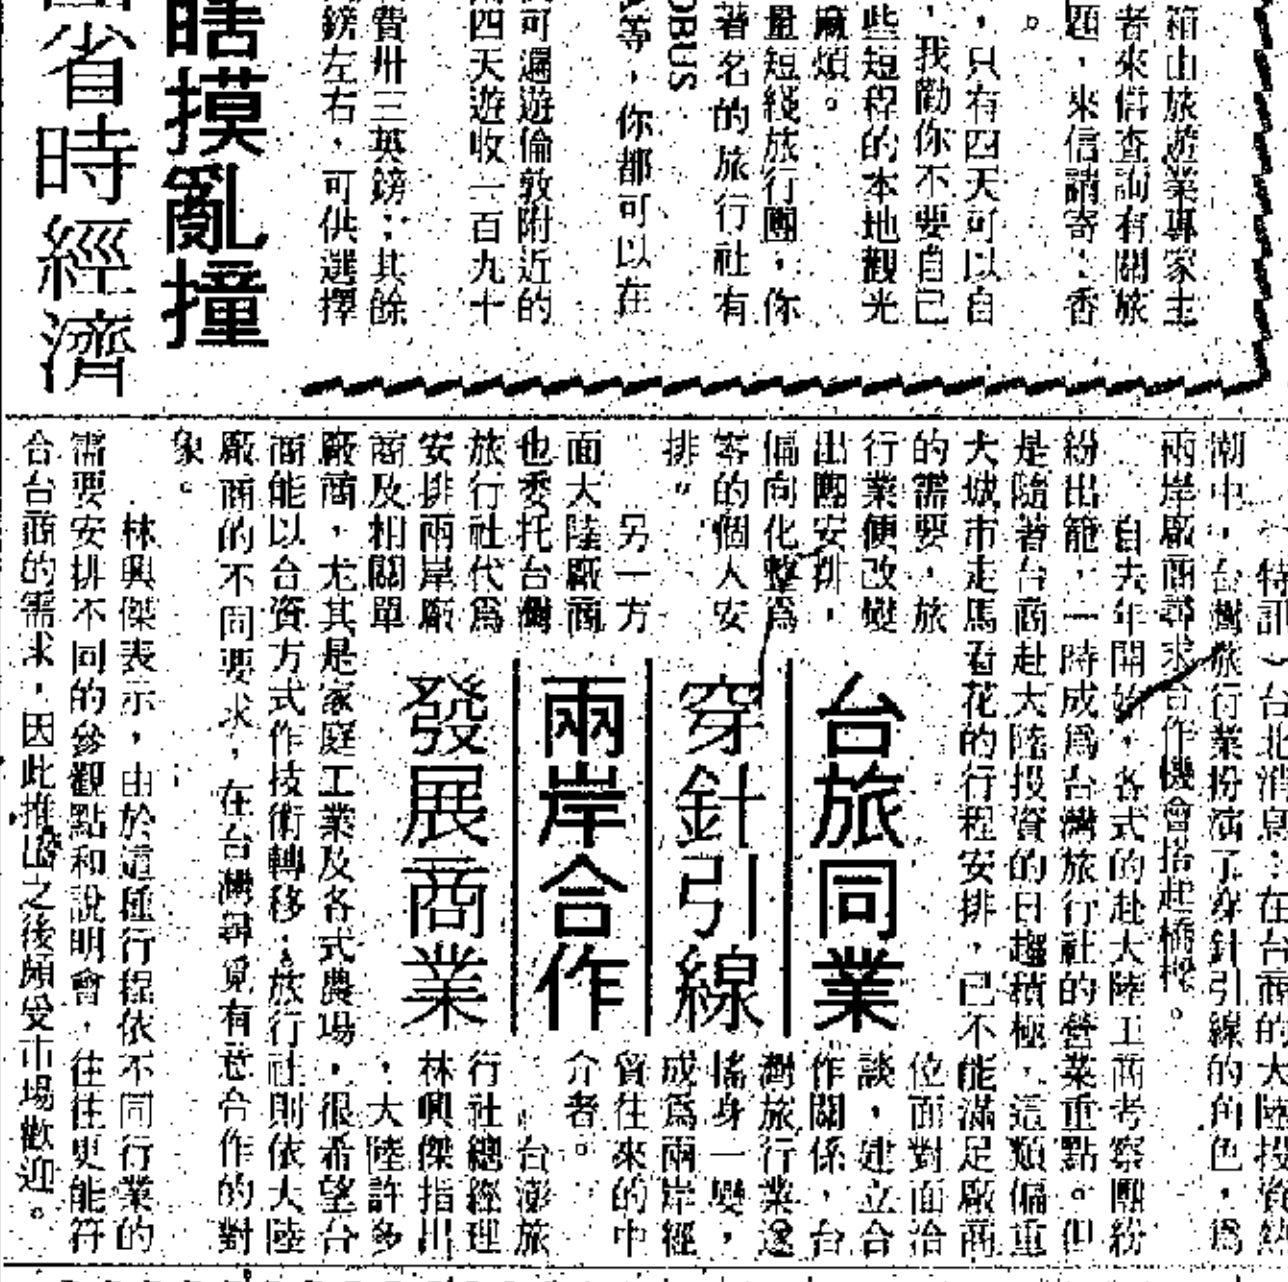 箱由旅遊業專家主
者來信查詢有關旅
題，來信請寄：香
。
，只有四天可以自
，我勸你不要自己
些短程的本地觀光
麻煩。
量短綫旅行團，你
著名的旅行社有
OBUS
等，你都可以在
可遍遊倫敦附近的
四天遊收一百九十
費卅三英鎊；其餘
鎊左右，可供選擇
瞎摸亂撞
省時經濟
台旅同業
穿針引線
兩岸合作
發展商業
（特訊）台北消息：在台商的大陸投資熱
潮中，台灣旅行業扮演了穿針引線的角色，爲
兩岸廠商尋求合作機會搭起橋樑。
自去年開始，各式的赴大陸工商考察團紛
紛出籠，一時成爲台灣旅行社的營業重點。但
是隨著台商赴大陸投資的日趨積極，這類偏重
大城市走馬看花的行程安排，已不能滿足廠商
的需要，旅
行業便改變
出團安排，
偏向化整爲
零的個人安
排。
另一方
面大陸廠商
也委托台灣
旅行社代爲
安排兩岸廠
商及相關單
位面對面洽
談，建立合
作關係，台
灣旅行業遂
搖身一變，
成爲兩岸經
貿往來的中
介者。
台澎旅
行社總經理
林興傑指出
，大陸許多
廠商，尤其是家庭工業及各式農場，很希望台
商能以合資方式作技術轉移；旅行社則依大陸
廠商的不同要求，在台灣尋覓有意合作的對
象。
林興傑表示，由於這種行程依不同行業的
需要安排不同的參觀點和說明會，往往更能符
合台商的需求，因此推出之後頗受市場歡迎。